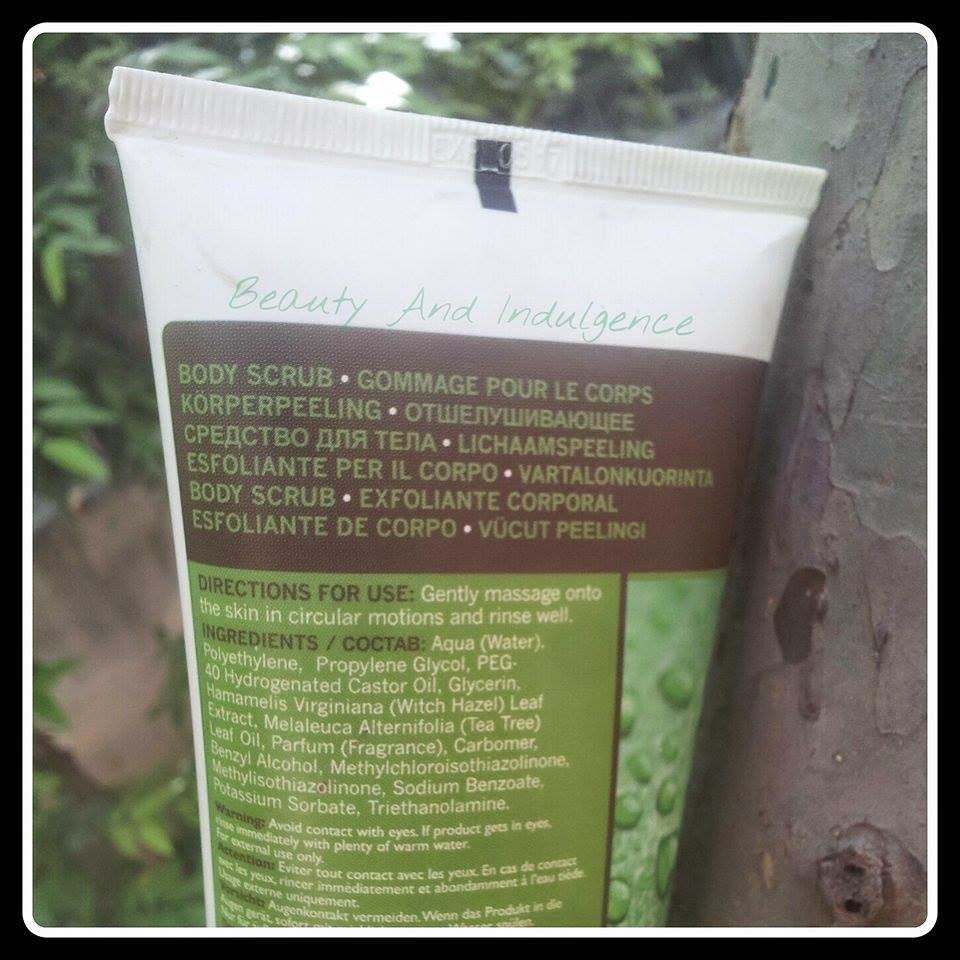 Beauty And Indulgence
BODY SCRUB • GOMMAGE POUR LE CORPS
KÖRPERPEELING • ОТШЕЛУШИВАЮЩЕЕ
СРЕДСТВО ДЛЯ ТЕЛА • LICHAAMSPEELING
ESFOLIANTE PER IL CORPO • VARTALONKUORINTA
BODY SCRUB • EXFOLIANTE CORPORAL
ESFOLIANTE DE CORPO • VÜCUT PEELINGI
DIRECTIONS FOR USE: Gently massage onto
the skin in circular motions and rinse well.
INGREDIENTS / COCTAB: Aqua (Water),
Polyethylene, Propylene Glycol, PEG-
40 Hydrogenated Castor Oil, Glycerin,
Hamamelis Virginiana (Witch Hazel) Leaf
Extract, Melaleuca Alternifolia (Tea Tree)
Leaf Oil, Parfum (Fragrance), Carbomer,
Benzyl Alcohol, Methylchloroisothiazolinone,
Methylisothiazolinone, Sodium Benzoate,
Potassium Sorbate, Triethanolamine.
Warning: Avoid contact with eyes. If product gets in eyes,
rinse immediately with plenty of warm water.
For external use only.
Attention: Eviter tout contact avec les yeux. En cas de contact
avec les yeux, rincer immédiatement et abondamment à l'eau tiède.
Usage externe uniquement.
Augenkontakt vermeiden. Wenn das Produkt in die
Augen gerät, sofort mit